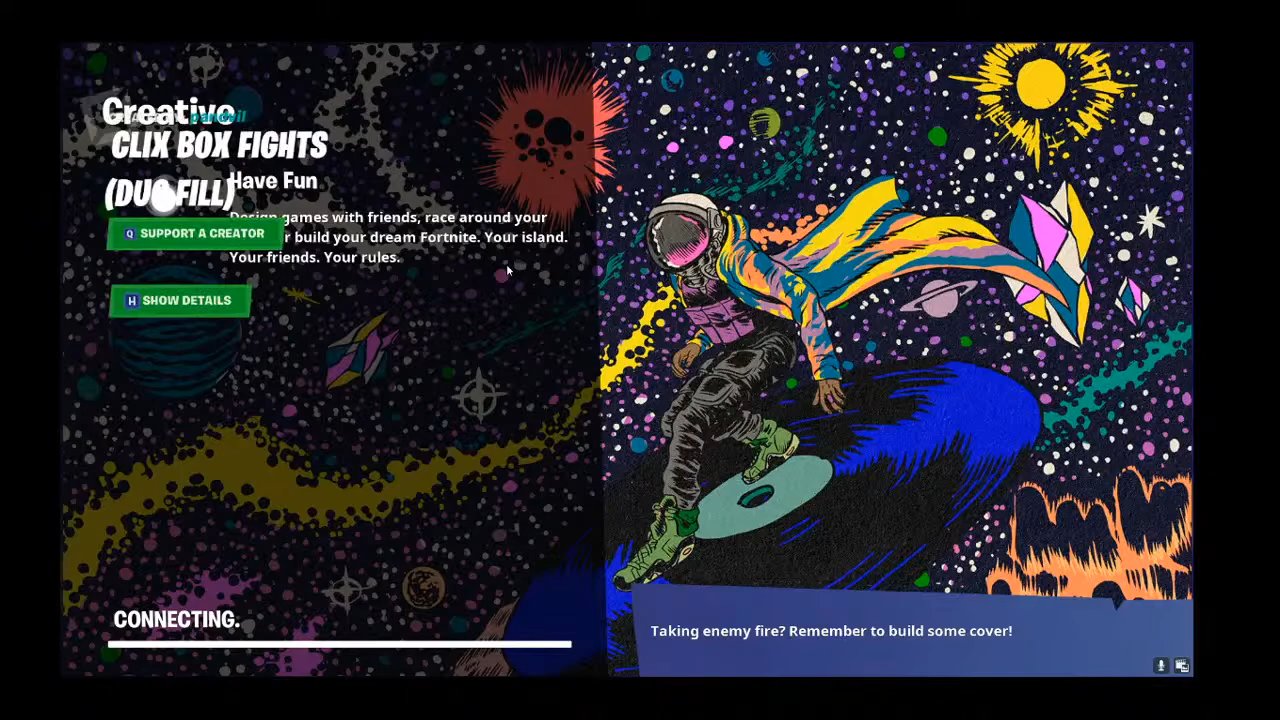 Creative
pandvil
CLIX BOX FIGHTS
(DUO FILL)
Have Fun
Design games with friends, race around your
build your dream Fortnite. Your island.
Your friends. Your rules.
Q SUPPORT A CREATOR
H SHOW DETAILS
CONNECTING.
Taking enemy fire? Remember to build some cover!